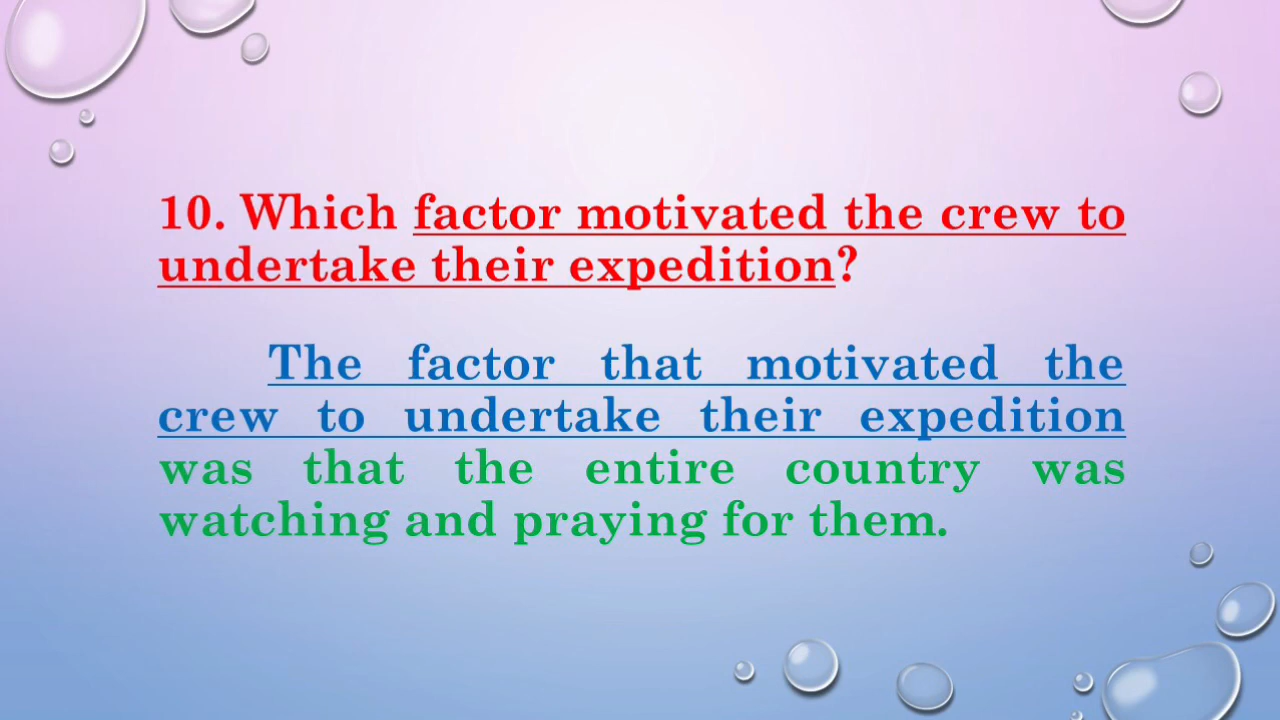 10. Which factor motivated the crew to
undertake their expedition?
The factor that motivated the
crew to undertake their expedition
was that the entire country was
watching and praying for them.